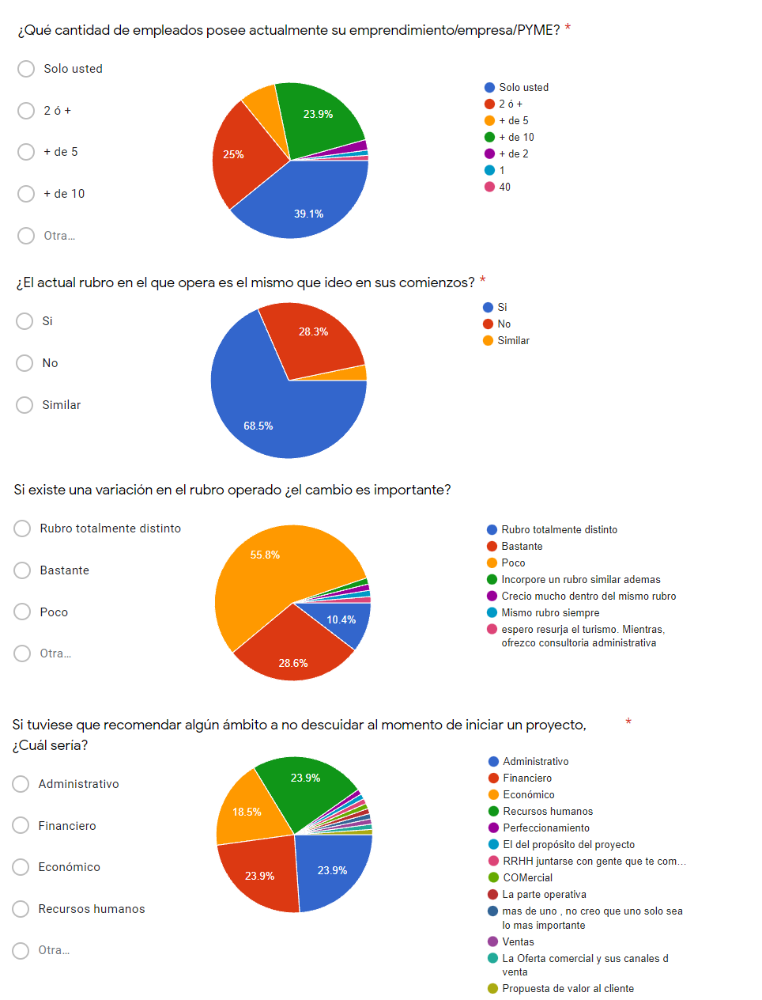 ¿Qué cantidad de empleados posee actualmente su emprendimiento/empresa/PYME? *
Solo usted
2 ó +
+ de 5
+ de 10
Otra...
23.9%
25%
39.1%
Solo usted
2 ó +
+ de 5
+ de 10
+ de 2
1
40
¿El actual rubro en el que opera es el mismo que ideo en sus comienzos? *
Si
No
Similar
28.3%
68.5%
Si
No
Similar
Si existe una variación en el rubro operado ¿el cambio es importante?
Rubro totalmente distinto
Bastante
Poco
Otra...
55.8%
10.4%
28.6%
Rubro totalmente distinto
Bastante
Poco
Incorpore un rubro similar ademas
Crecio mucho dentro del mismo rubro
Mismo rubro siempre
espero resurja el turismo. Mientras,
ofrezco consultoria administrativa
Si tuviese que recomendar algún ámbito a no descuidar al momento de iniciar un proyecto, *
¿Cuál sería?
Administrativo
Financiero
Económico
Recursos humanos
Otra...
23.9%
18.5%
23.9%
23.9%
Administrativo
Financiero
Económico
Recursos humanos
Perfeccionamiento
El del propósito del proyecto
RRHH juntarse con gente que te com...
COMercial
La parte operativa
mas de uno , no creo que uno solo sea
lo mas importante
Ventas
La Oferta comercial y sus canales d
venta
Propuesta de valor al cliente